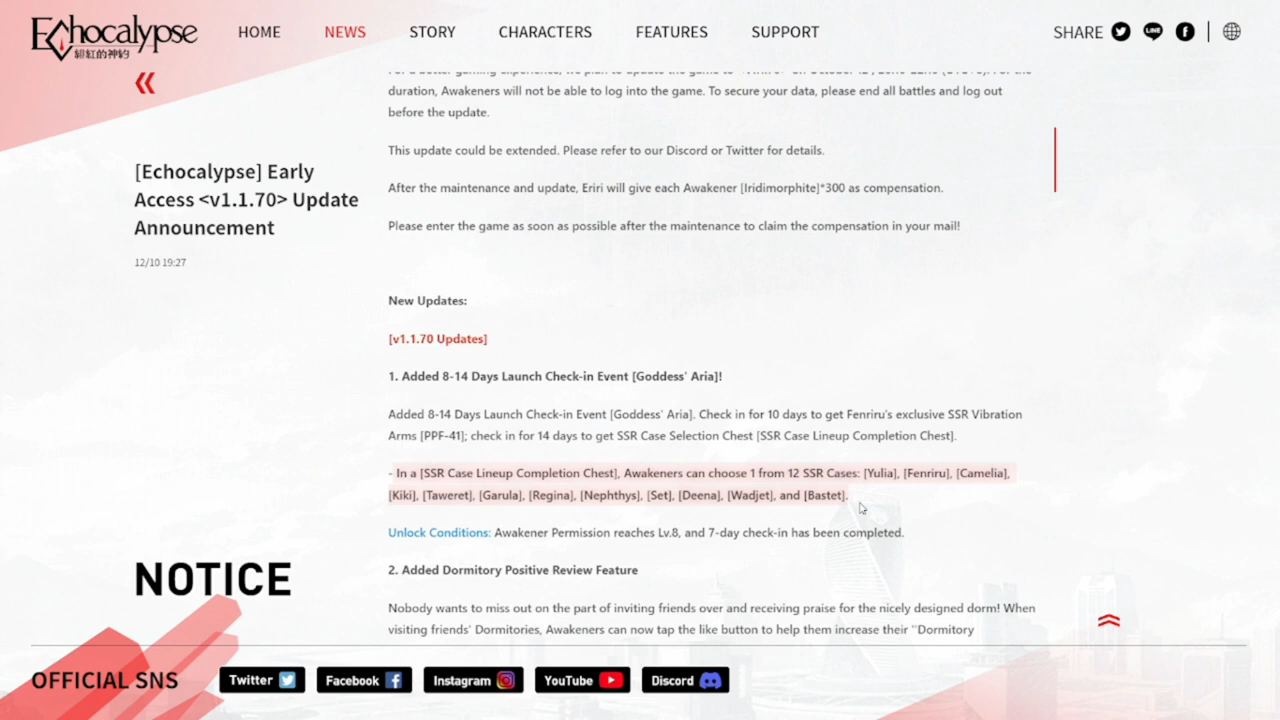 Echocalypse
緋紅的神約
HOME
NEWS
STORY
CHARACTERS
FEATURES
SUPPORT
SHARE
LINE
[Echocalypse] Early
Access <v1.1.70> Update
Announcement
12/10 19:27
duration, Awakeners will not be able to log into the game. To secure your data, please end all battles and log out
before the update.
This update could be extended. Please refer to our Discord or Twitter for details.
After the maintenance and update, Eriri will give each Awakener [Iridimorphite]*300 as compensation.
Please enter the game as soon as possible after the maintenance to claim the compensation in your mail!
New Updates:
[v1.1.70 Updates]
1. Added 8-14 Days Launch Check-in Event [Goddess' Aria]!
Added 8-14 Days Launch Check-in Event [Goddess' Aria]. Check in for 10 days to get Fenriru's exclusive SSR Vibration
Arms [PPF-41]; check in for 14 days to get SSR Case Selection Chest [SSR Case Lineup Completion Chest].
- In a [SSR Case Lineup Completion Chest], Awakeners can choose 1 from 12 SSR Cases: [Yulia], [Fenriru], [Camelia],
[Kiki], [Taweret], [Garula], [Regina], [Nephthys], [Set], [Deena], [Wadjet], and [Bastet].
Unlock Conditions: Awakener Permission reaches Lv.8, and 7-day check-in has been completed.
2. Added Dormitory Positive Review Feature
Nobody wants to miss out on the part of inviting friends over and receiving praise for the nicely designed dorm! When
visiting friends' Dormitories, Awakeners can now tap the like button to help them increase their "Dormitory
NOTICE
OFFICIAL SNS
Twitter
Facebook
Instagram
YouTube
Discord